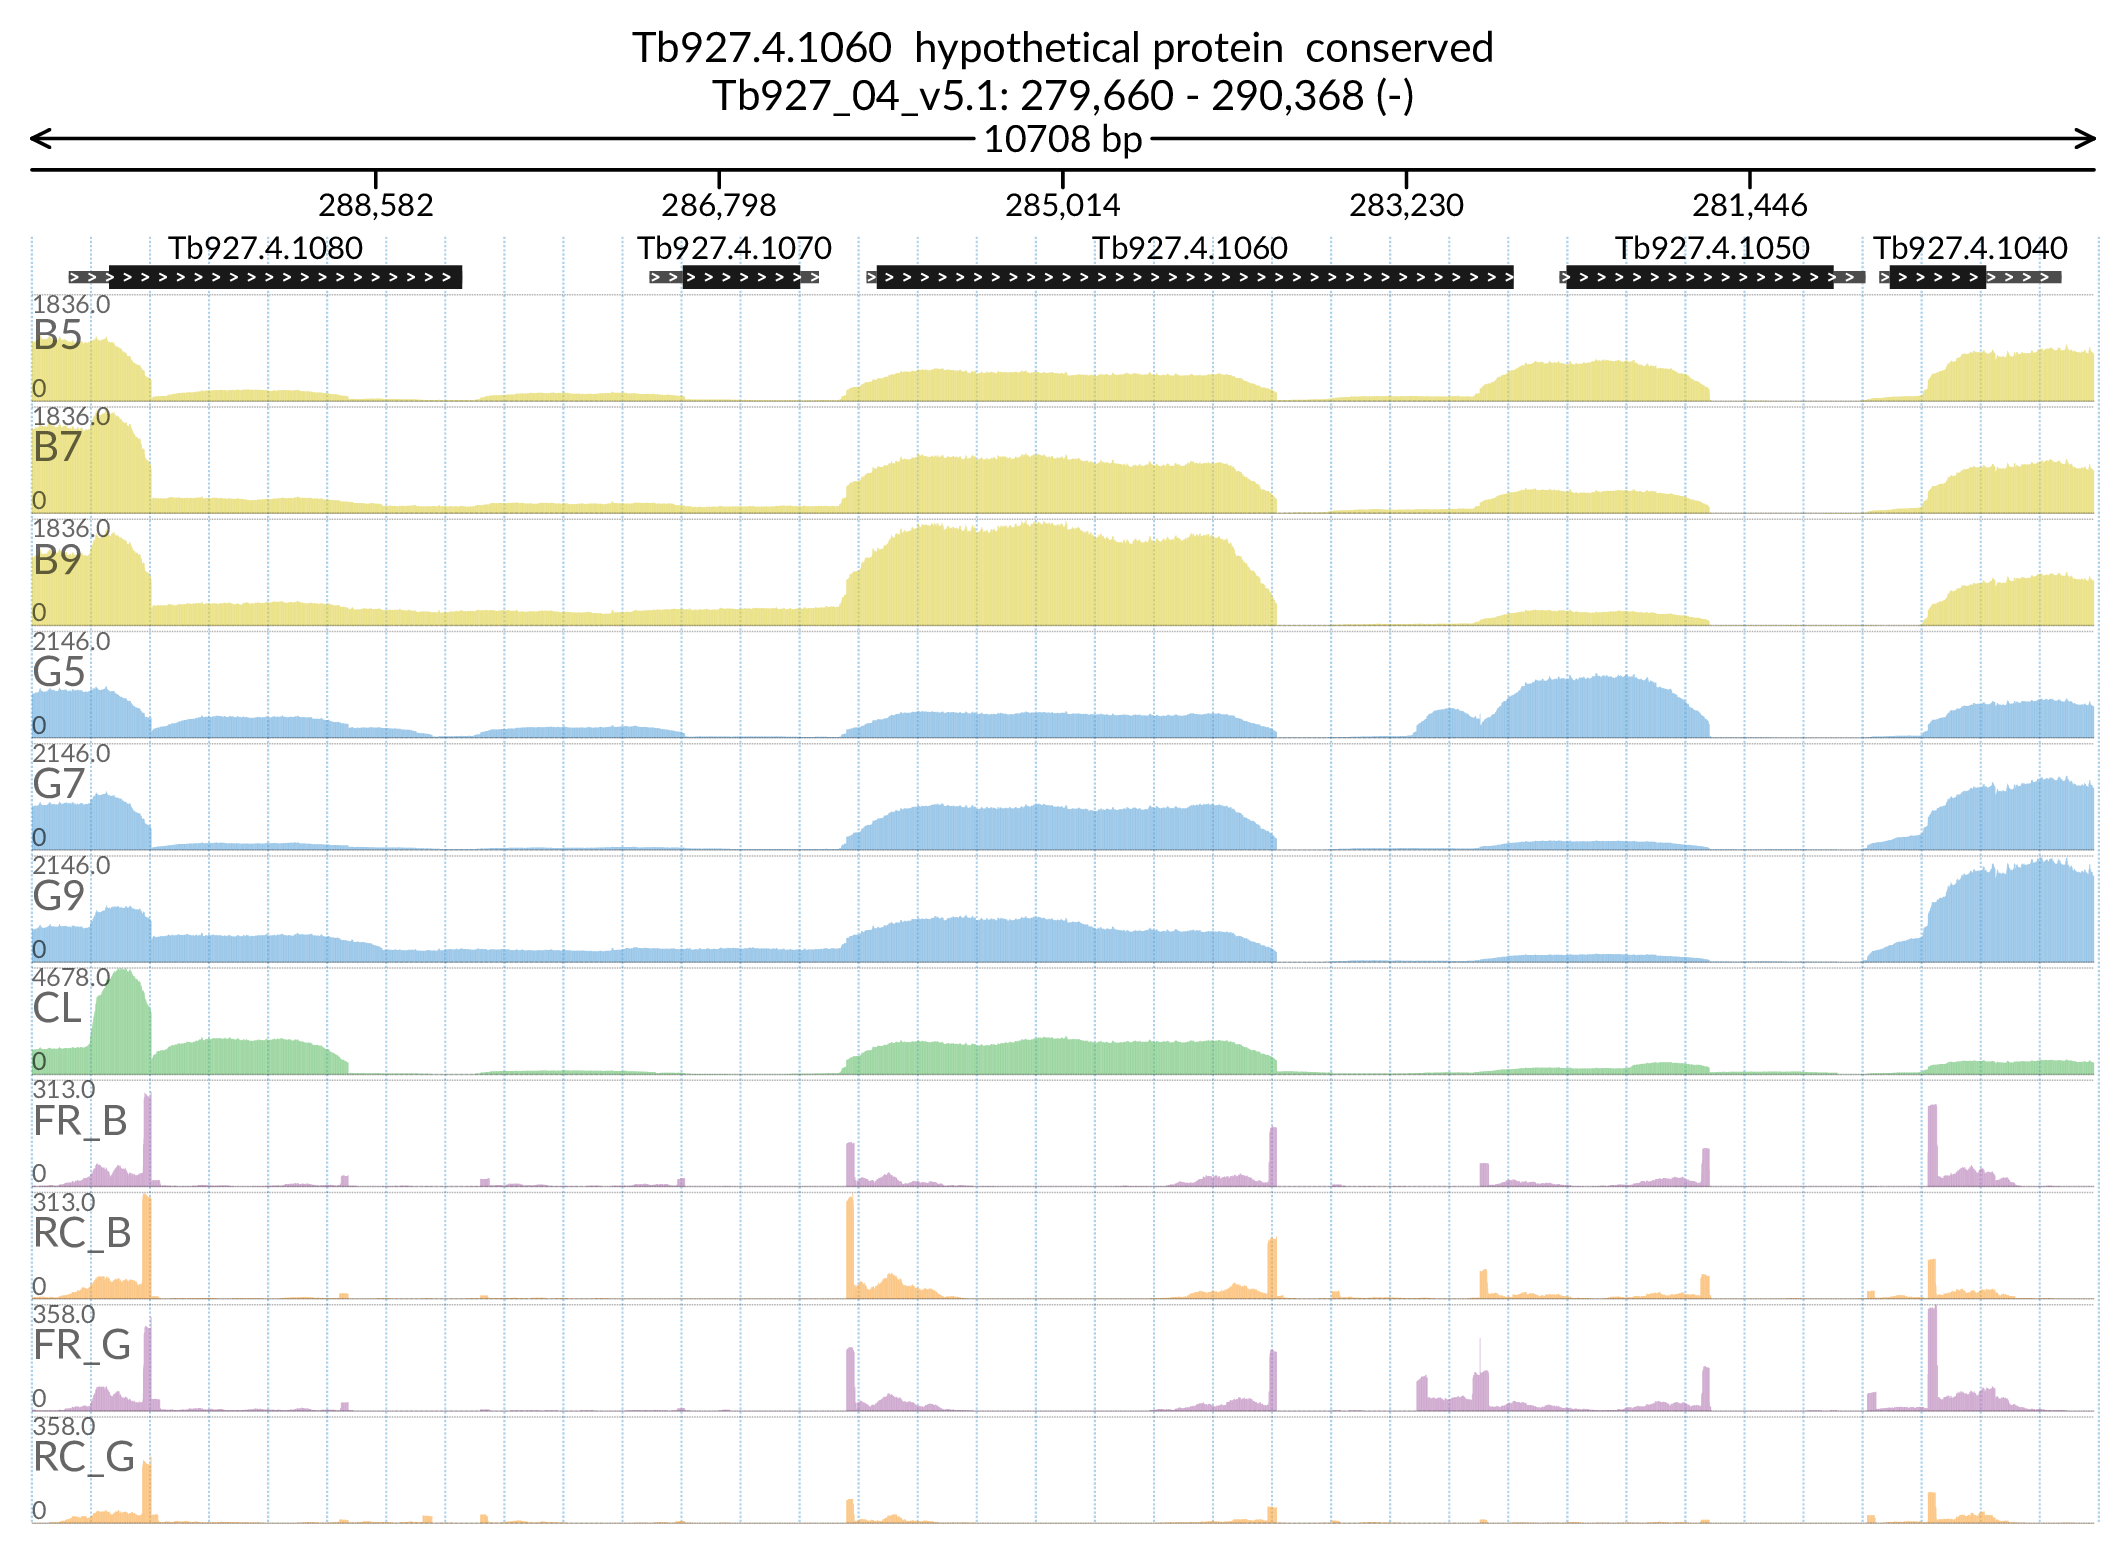 Tb927.4.1060 hypothetical protein conserved
Tb927_04_v5.1: 279,660 - 290,368 (-)
10708 bp
288,582 286,798 285,014 283,230 281,446
Tb927.4.1080 Tb927.4.1070 Tb927.4.1060 Tb927.4.1050 Tb927.4.1040
1836.0
B5
0
1836.0
B7
0
1836.0
B9
0
2146.0
G5
0
2146.0
G7
0
2146.0
G9
0
4678.0
CL
0
313.0
FR_B
0
313.0
RC_B
0
358.0
FR_G
0
358.0
RC_G
0